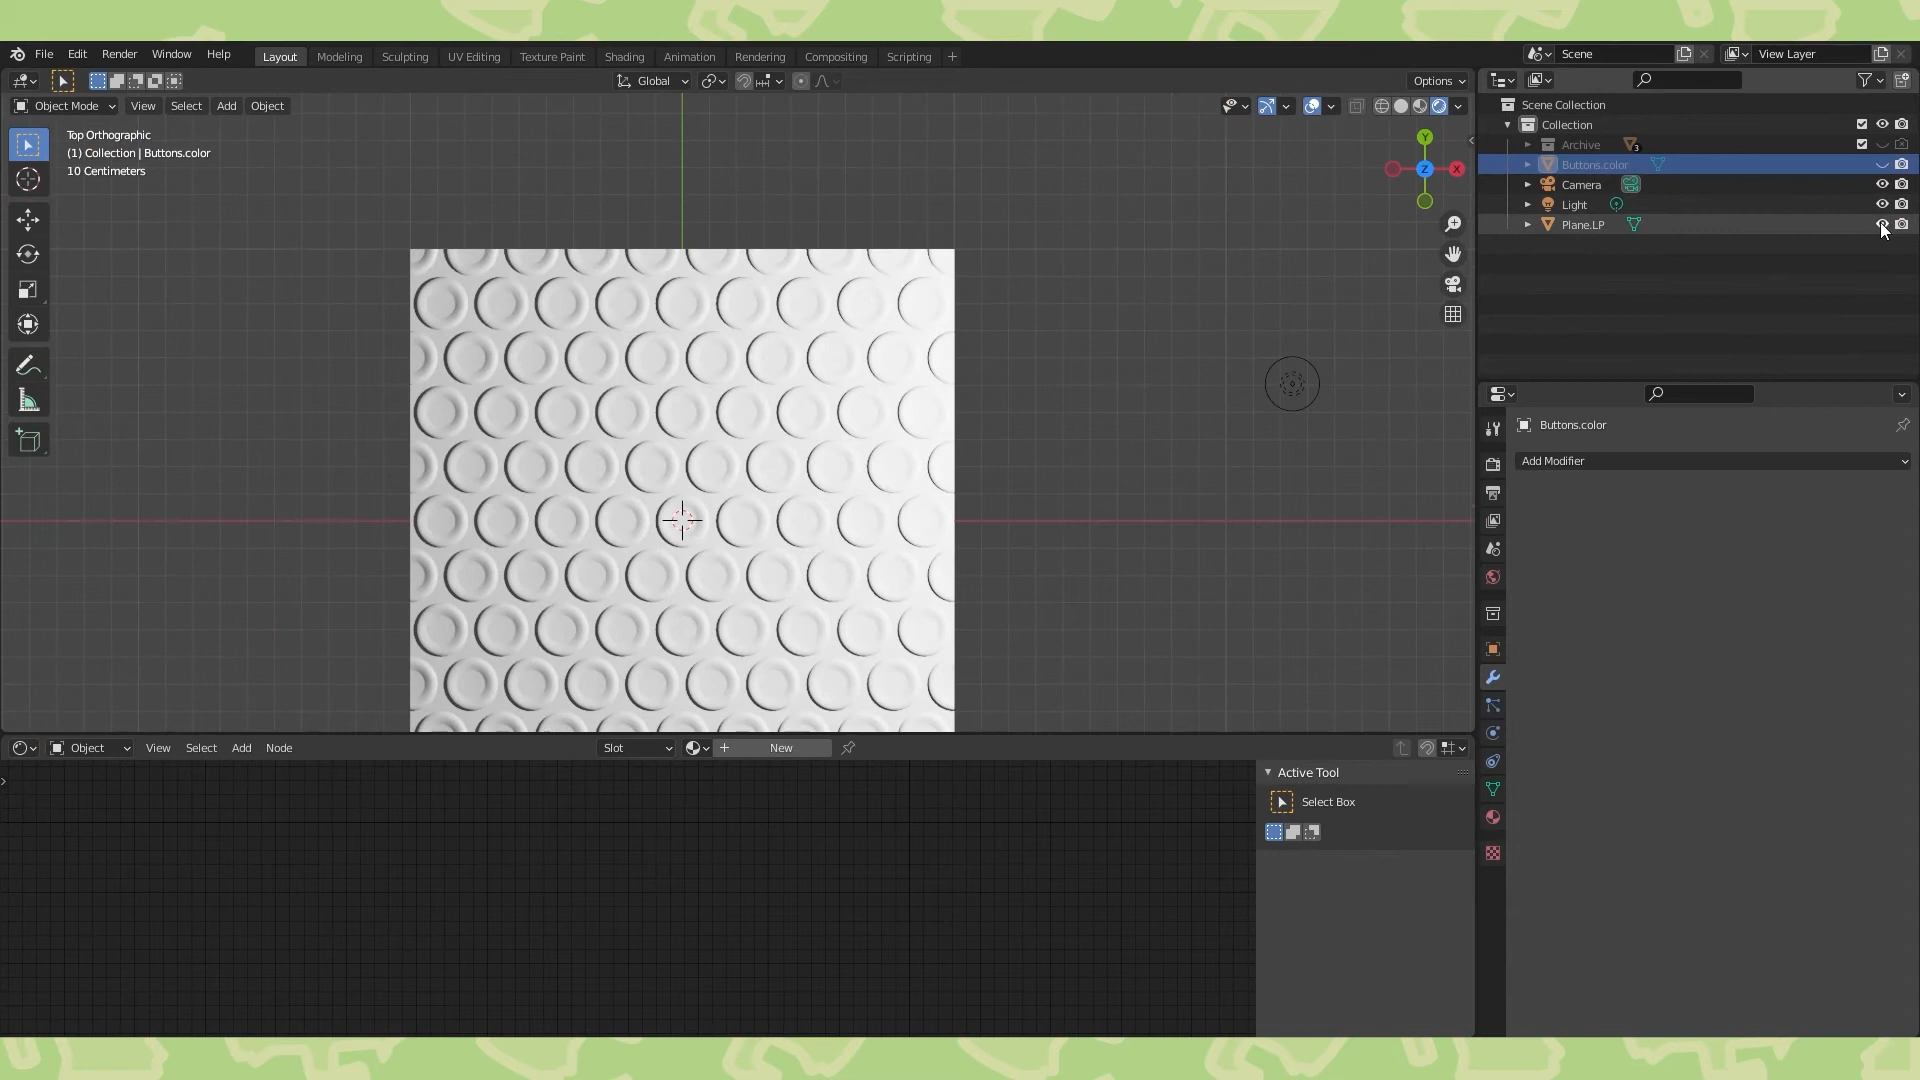 File Edit Render Window Help Layout Modeling Sculpting UV Editing Texture Paint Shading Animation Rendering Compositing Scripting + Scene View Layer
Global Options
Object Mode View Select Add Object
Top Orthographic
(1) Collection | Buttons.color
10 Centimeters
Y
X
Z
Scene Collection
Collection
Archive 3
Buttons.color
Camera
Light
Plane.LP
Buttons.color
Add Modifier
Object View Select Add Node Slot + New
Active Tool
Select Box